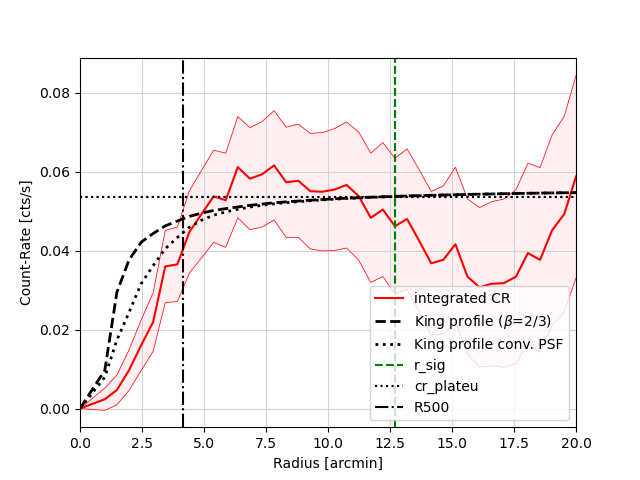 0.08
0.06
0.04
0.02
0.00
Count-Rate [cts/s]
integrated CR
King profile (β=2/3)
King profile conv. PSF
r_sig
cr_plateu
R500
0.0 2.5 5.0 7.5 10.0 12.5 15.0 17.5 20.0
Radius [arcmin]